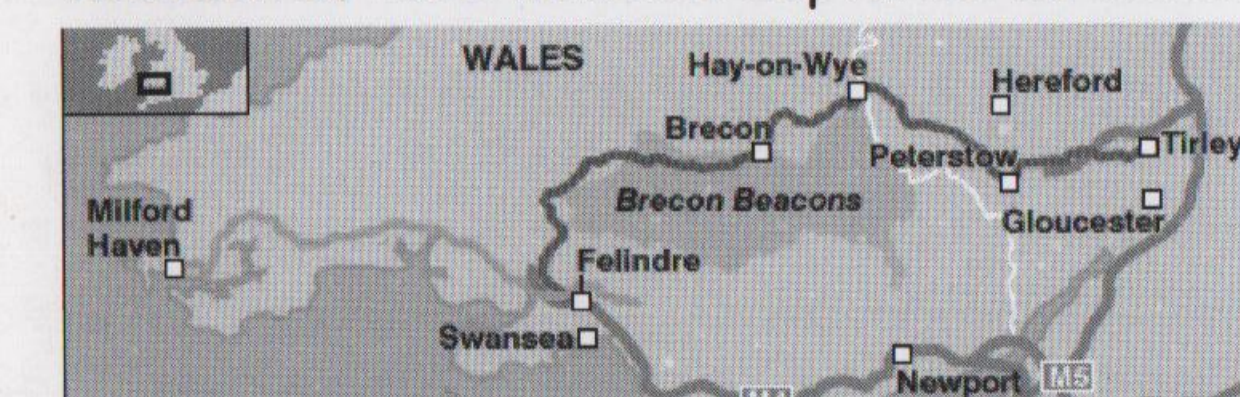 WALES
Hay-on-Wye
Hereford
Brecon
Tirley
Peterstow
Brecon Beacons
Milford
Haven
Gloucester
Felindre
Swansea
Newport
M5